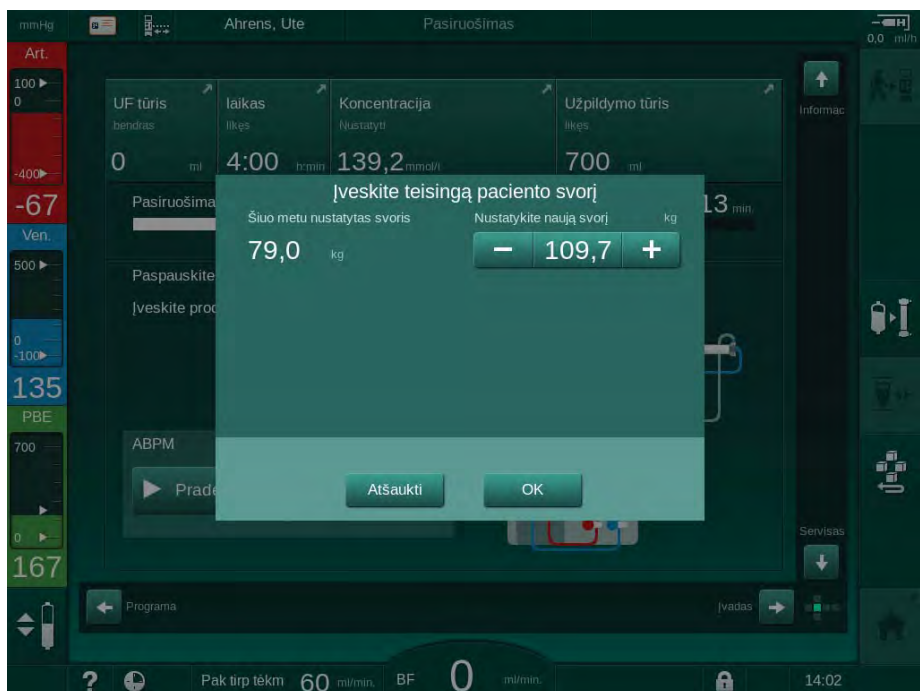 mmHg
Ahrens, Ute
Pasiruošimas
0,0 ml/h
Art.
100
0
-400
-67
Ven.
500
0
-100
135
PBE
700
0
167
UF tūris
bendras
0 ml
laikas
likęs
4:00 h:min
Koncentracija
Nustatyti
139,2 mmol/l
Užpildymo tūris
likęs
700 ml
Informac
Pasiruošima
13 min.
Įveskite teisingą paciento svorį
Šiuo metu nustatytas svoris
79,0 kg
Nustatykite naują svorį kg
− 109,7 +
Paspauskite
Įveskite proc
ABPM
Prade
Atšaukti
OK
Servisas
Programa
Įvadas
? Pak tirp tėkm 60 ml/min. BF 0 ml/min. 14:02